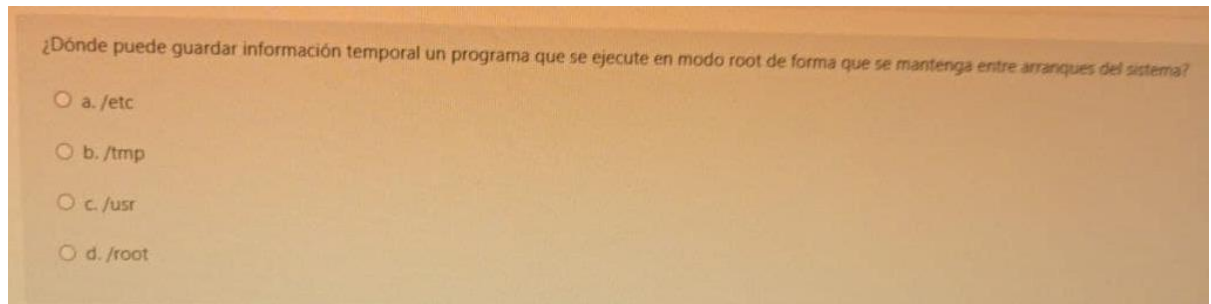 ¿Dónde puede guardar información temporal un programa que se ejecute en modo root de forma que se mantenga entre arranques del sistema?
a. /etc
b. /tmp
c. /usr
d. /root